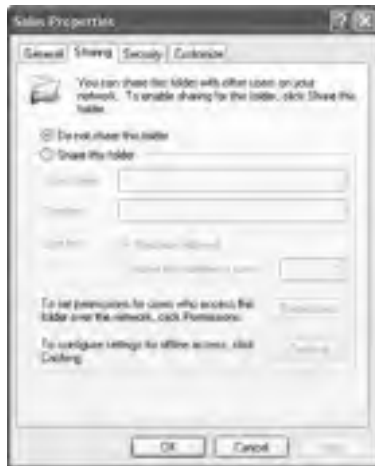 Sales Properties
General Sharing Security Customize
You can share this folder with other users on your
network. To enable sharing for this folder, click Share this
folder.
Do not share this folder
Share this folder
To set permissions for users who access this
folder over the network, click Permissions.
To configure settings for offline access, click
Caching.
OK Cancel